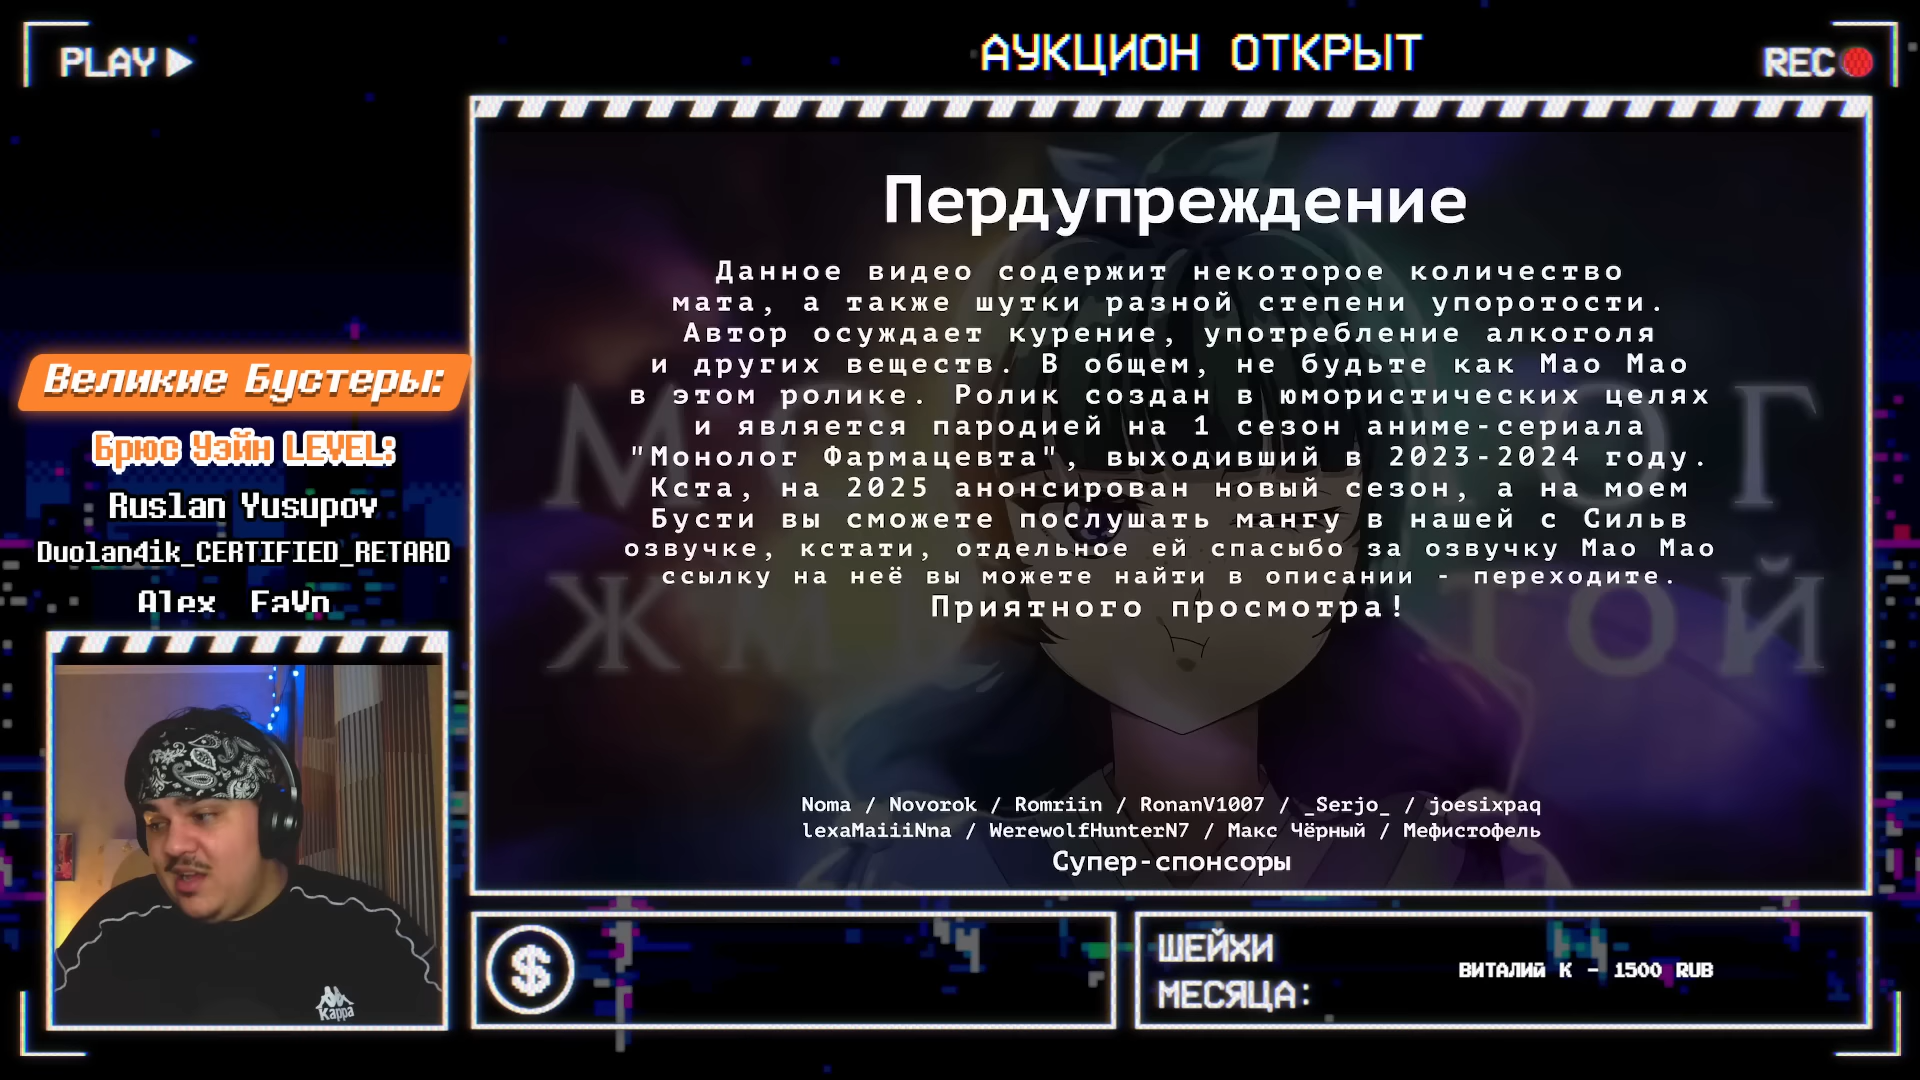 PLAY
АУКЦИОН ОТКРЫТ
REC
Пердупреждение
Данное видео содержит некоторое количество
мата, а также шутки разной степени упоротости.
Автор осуждает курение, употребление алкоголя
и других веществ. В общем, не будьте как Мао Мао
в этом ролике. Ролик создан в юмористических целях
и является пародией на 1 сезон аниме-сериала
"Монолог Фармацевта", выходивший в 2023-2024 году.
Кста, на 2025 анонсирован новый сезон, а на моем
Бусти вы сможете послушать мангу в нашей с Сильв
озвучке, кстати, отдельное ей спасыбо за озвучку Мао Мао
ссылку на неё вы можете найти в описании - переходите.
Приятного просмотра!
Noma / Novorok / Romriin / RonanV1007 / _Serjo_ / joesixpaq
lexaMaiiiNna / WerewolfHunterN7 / Макс Чёрный / Мефистофель
Супер-спонсоры
Великие Бустеры:
Брюс Уэйн LEVEL:
Ruslan Yusupov
Duolan4ik_CERTIFIED_RETARD
Alex FaVn
Kappa
$
ШЕЙХИ
МЕСЯЦА:
ВИТАЛИЙ К - 1500 RUB